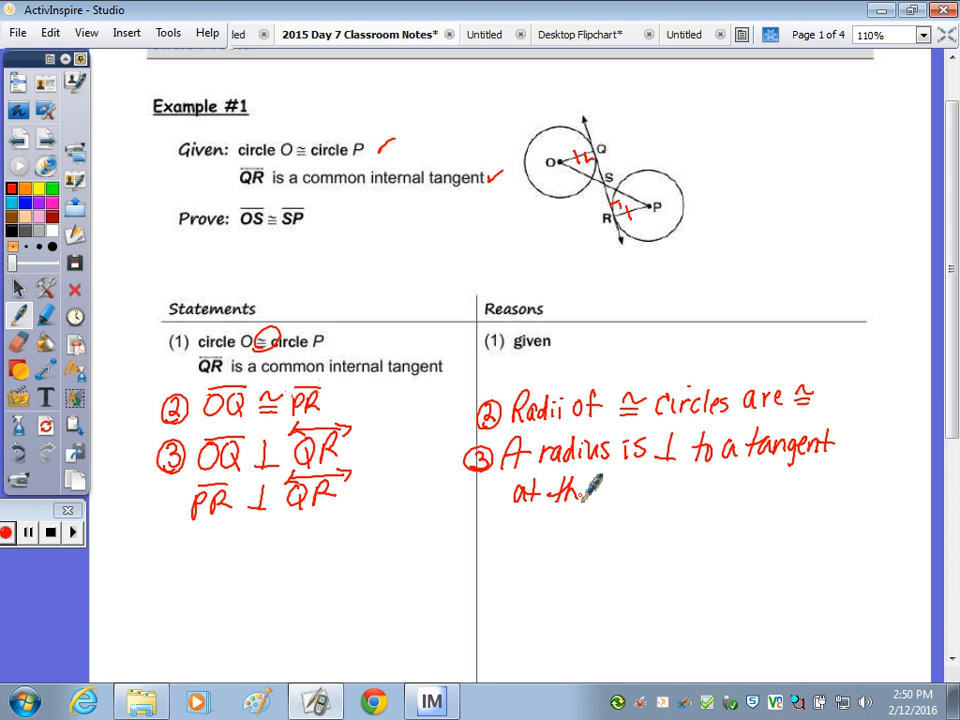 ActivInspire - Studio
File Edit View Insert Tools Help led 2015 Day 7 Classroom Notes* Untitled Desktop Flipchart* Untitled Page 1 of 4 110%
Example #1
Given: circle O ≅ circle P
QR is a common internal tangent
Prove: OS ≅ SP
O Q S R P
Statements Reasons
(1) circle O ≅ circle P (1) given
QR is a common internal tangent
② OQ ≅ PR ② Radii of ≅ circles are ≅
③ OQ ⊥ QR ③ A radius is ⊥ to a tangent
PR ⊥ QR at th
IM
2:50 PM
2/12/2016